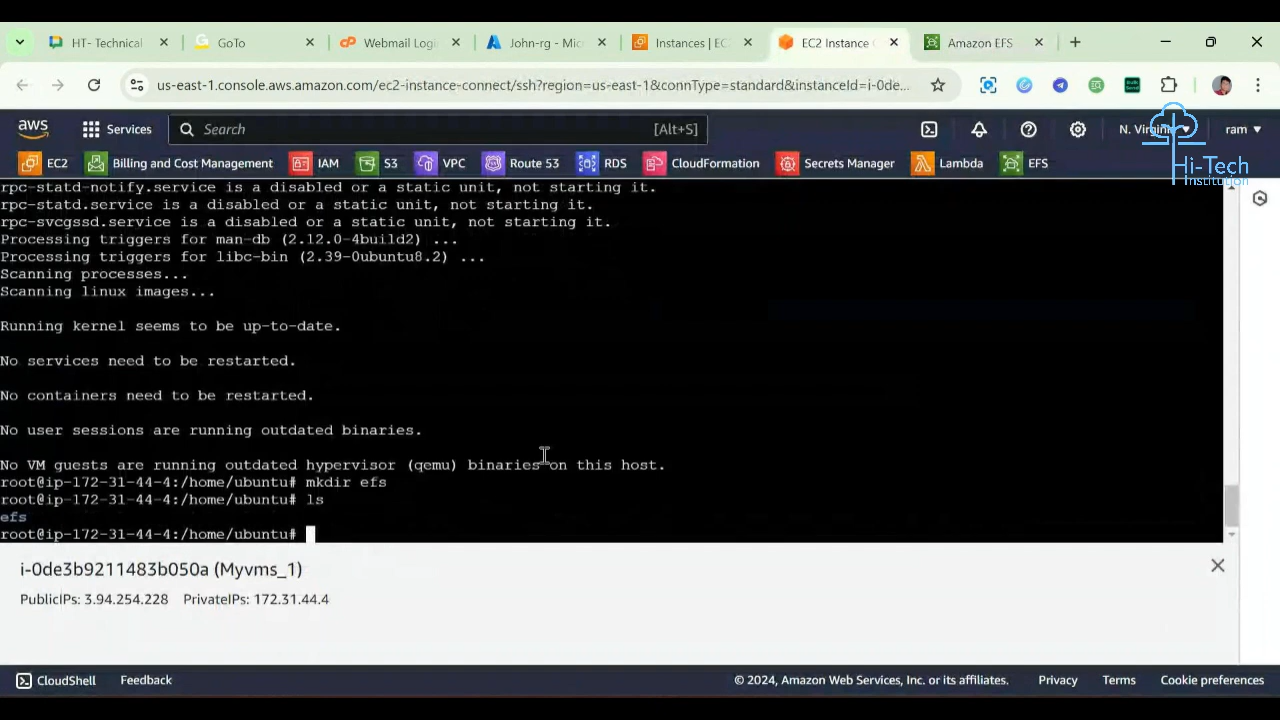 HT- Technical
GoTo
Webmail Logi
John-rg - Mic
Instances | EC
EC2 Instance C
Amazon EFS
us-east-1.console.aws.amazon.com/ec2-instance-connect/ssh?region=us-east-1&connType=standard&instanceId=i-0de...
aws
Services
Search
[Alt+S]
N. Virginia
ram
Hi-Tech
Institution
EC2
Billing and Cost Management
IAM
S3
VPC
Route 53
RDS
CloudFormation
Secrets Manager
Lambda
EFS
rpc-statd-notify.service is a disabled or a static unit, not starting it.
rpc-statd.service is a disabled or a static unit, not starting it.
rpc-svcgssd.service is a disabled or a static unit, not starting it.
Processing triggers for man-db (2.12.0-4build2) ...
Processing triggers for libc-bin (2.39-0ubuntu8.2) ...
Scanning processes...
Scanning linux images...
Running kernel seems to be up-to-date.
No services need to be restarted.
No containers need to be restarted.
No user sessions are running outdated binaries.
No VM guests are running outdated hypervisor (qemu) binaries on this host.
root@ip-172-31-44-4:/home/ubuntu# mkdir efs
root@ip-172-31-44-4:/home/ubuntu# ls
efs
root@ip-172-31-44-4:/home/ubuntu#
i-0de3b9211483b050a (Myvms_1)
PublicIPs: 3.94.254.228 PrivateIPs: 172.31.44.4
CloudShell
Feedback
© 2024, Amazon Web Services, Inc. or its affiliates.
Privacy
Terms
Cookie preferences